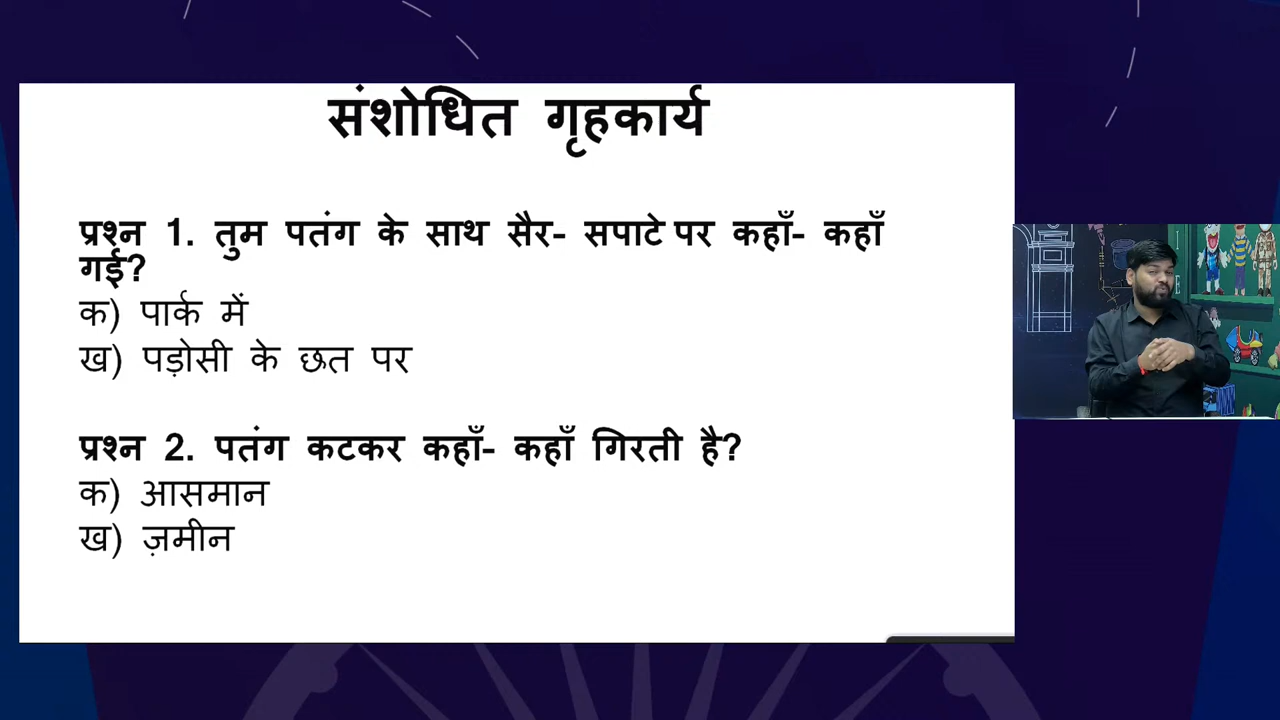 संशोधित गृहकार्य
प्रश्न 1. तुम पतंग के साथ सैर- सपाटे पर कहाँ- कहाँ
गई?
क) पार्क में
ख) पड़ोसी के छत पर
प्रश्न 2. पतंग कटकर कहाँ- कहाँ गिरती है?
क) आसमान
ख) ज़मीन